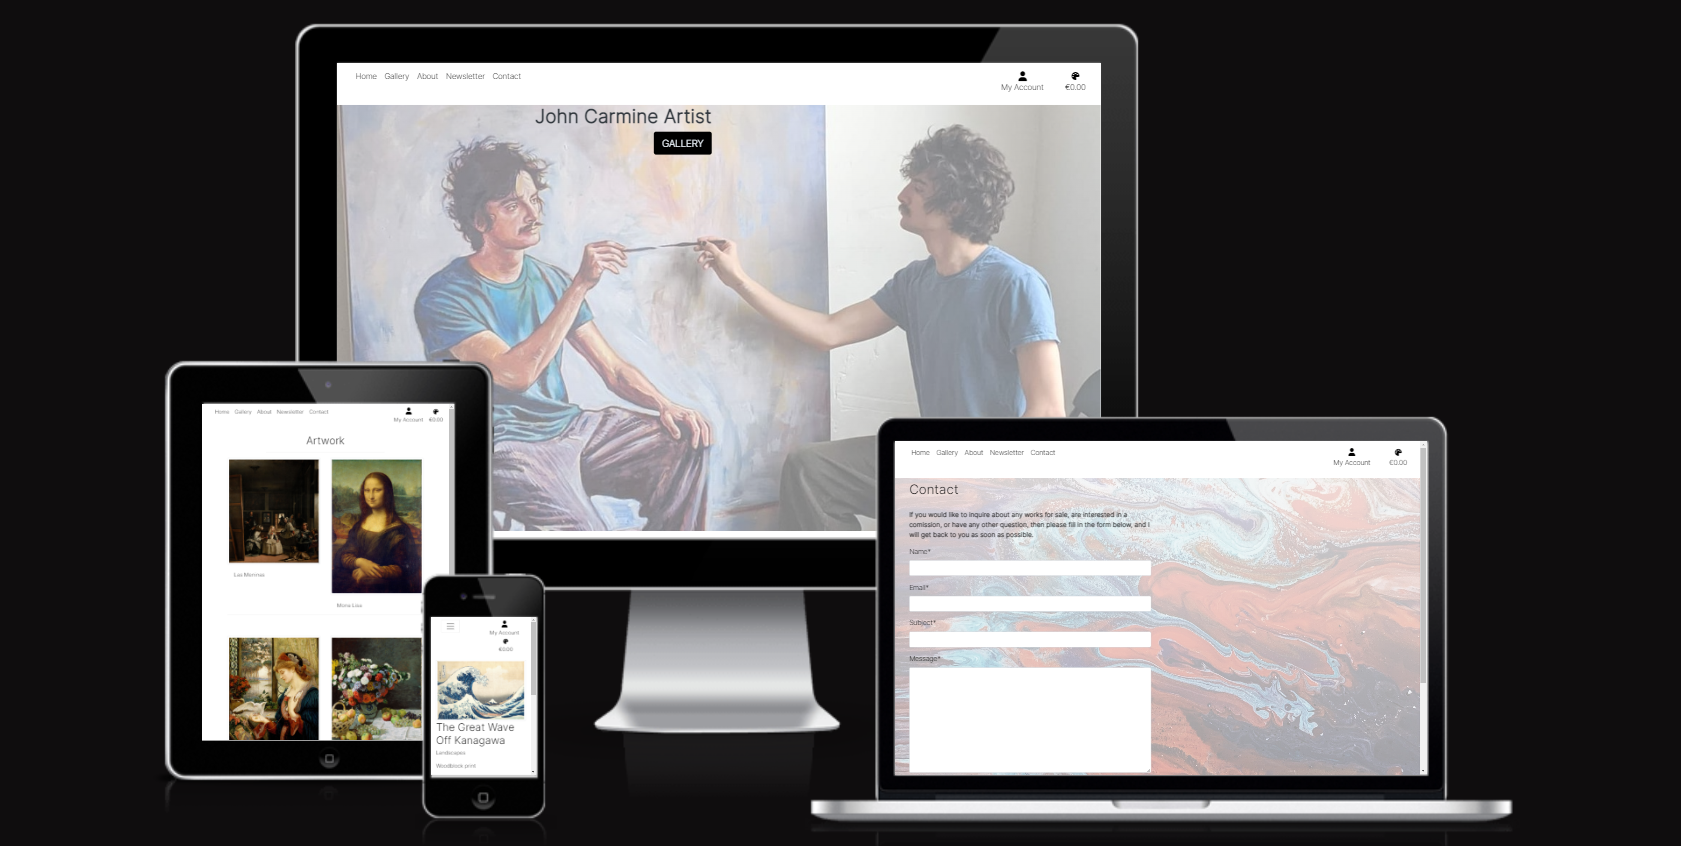 Home Gallery About Newsletter Contact
My Account
€0.00
John Carmine Artist
GALLERY
Home Gallery About Newsletter Contact
My Account
€0.00
Artwork
Las Meninas
Mona Lisa
My Account
€0.00
The Great Wave
Off Kanagawa
Landscapes
Woodblock print
Home Gallery About Newsletter Contact
My Account
€0.00
Contact
If you would like to inquire about any works for sale, are interested in a
comission, or have any other question, then please fill in the form below, and I
will get back to you as soon as possible.
Name*
Email*
Subject*
Message*